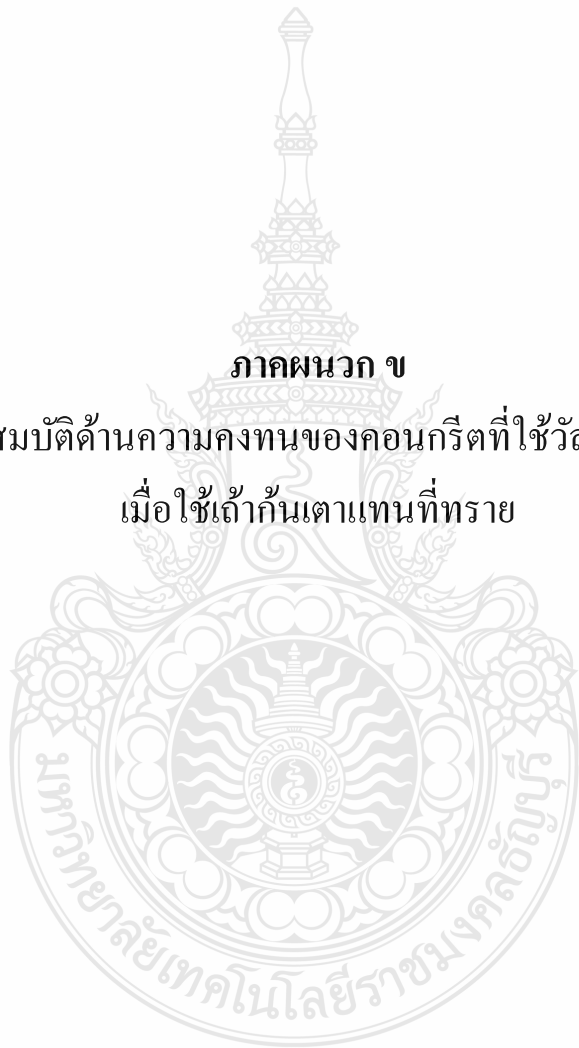 ภาคผนวก ข
สมบัติด้านความคงทนของคอนกรีตที่ใช้วัส
เมื่อใช้เถ้าก้นเตาแทนที่ทราย
มหาวิทยาลัยเทคโนโลยีราชมงคลธัญบุรี